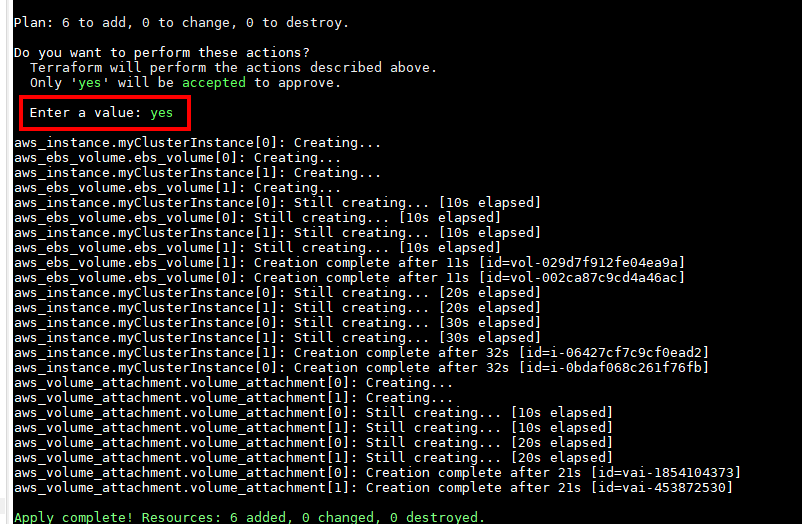 Plan: 6 to add, 0 to change, 0 to destroy.
Do you want to perform these actions?
Terraform will perform the actions described above.
Only 'yes' will be accepted to approve.
Enter a value: yes
aws_instance.myClusterInstance[0]: Creating...
aws_ebs_volume.ebs_volume[0]: Creating...
aws_instance.myClusterInstance[1]: Creating...
aws_ebs_volume.ebs_volume[1]: Creating...
aws_instance.myClusterInstance[0]: Still creating... [10s elapsed]
aws_ebs_volume.ebs_volume[0]: Still creating... [10s elapsed]
aws_instance.myClusterInstance[1]: Still creating... [10s elapsed]
aws_ebs_volume.ebs_volume[1]: Still creating... [10s elapsed]
aws_ebs_volume.ebs_volume[1]: Creation complete after 11s [id=vol-029d7f912fe04ea9a]
aws_ebs_volume.ebs_volume[0]: Creation complete after 11s [id=vol-002ca87c9cd4a46ac]
aws_instance.myClusterInstance[0]: Still creating... [20s elapsed]
aws_instance.myClusterInstance[1]: Still creating... [20s elapsed]
aws_instance.myClusterInstance[0]: Still creating... [30s elapsed]
aws_instance.myClusterInstance[1]: Still creating... [30s elapsed]
aws_instance.myClusterInstance[1]: Creation complete after 32s [id=i-06427cf7c9cf0ead2]
aws_instance.myClusterInstance[0]: Creation complete after 32s [id=i-0bdaf068c261f76fb]
aws_volume_attachment.volume_attachment[0]: Creating...
aws_volume_attachment.volume_attachment[1]: Creating...
aws_volume_attachment.volume_attachment[0]: Still creating... [10s elapsed]
aws_volume_attachment.volume_attachment[1]: Still creating... [10s elapsed]
aws_volume_attachment.volume_attachment[0]: Still creating... [20s elapsed]
aws_volume_attachment.volume_attachment[1]: Still creating... [20s elapsed]
aws_volume_attachment.volume_attachment[0]: Creation complete after 21s [id=vai-1854104373]
aws_volume_attachment.volume_attachment[1]: Creation complete after 21s [id=vai-453872530]
Apply complete! Resources: 6 added, 0 changed, 0 destroyed.